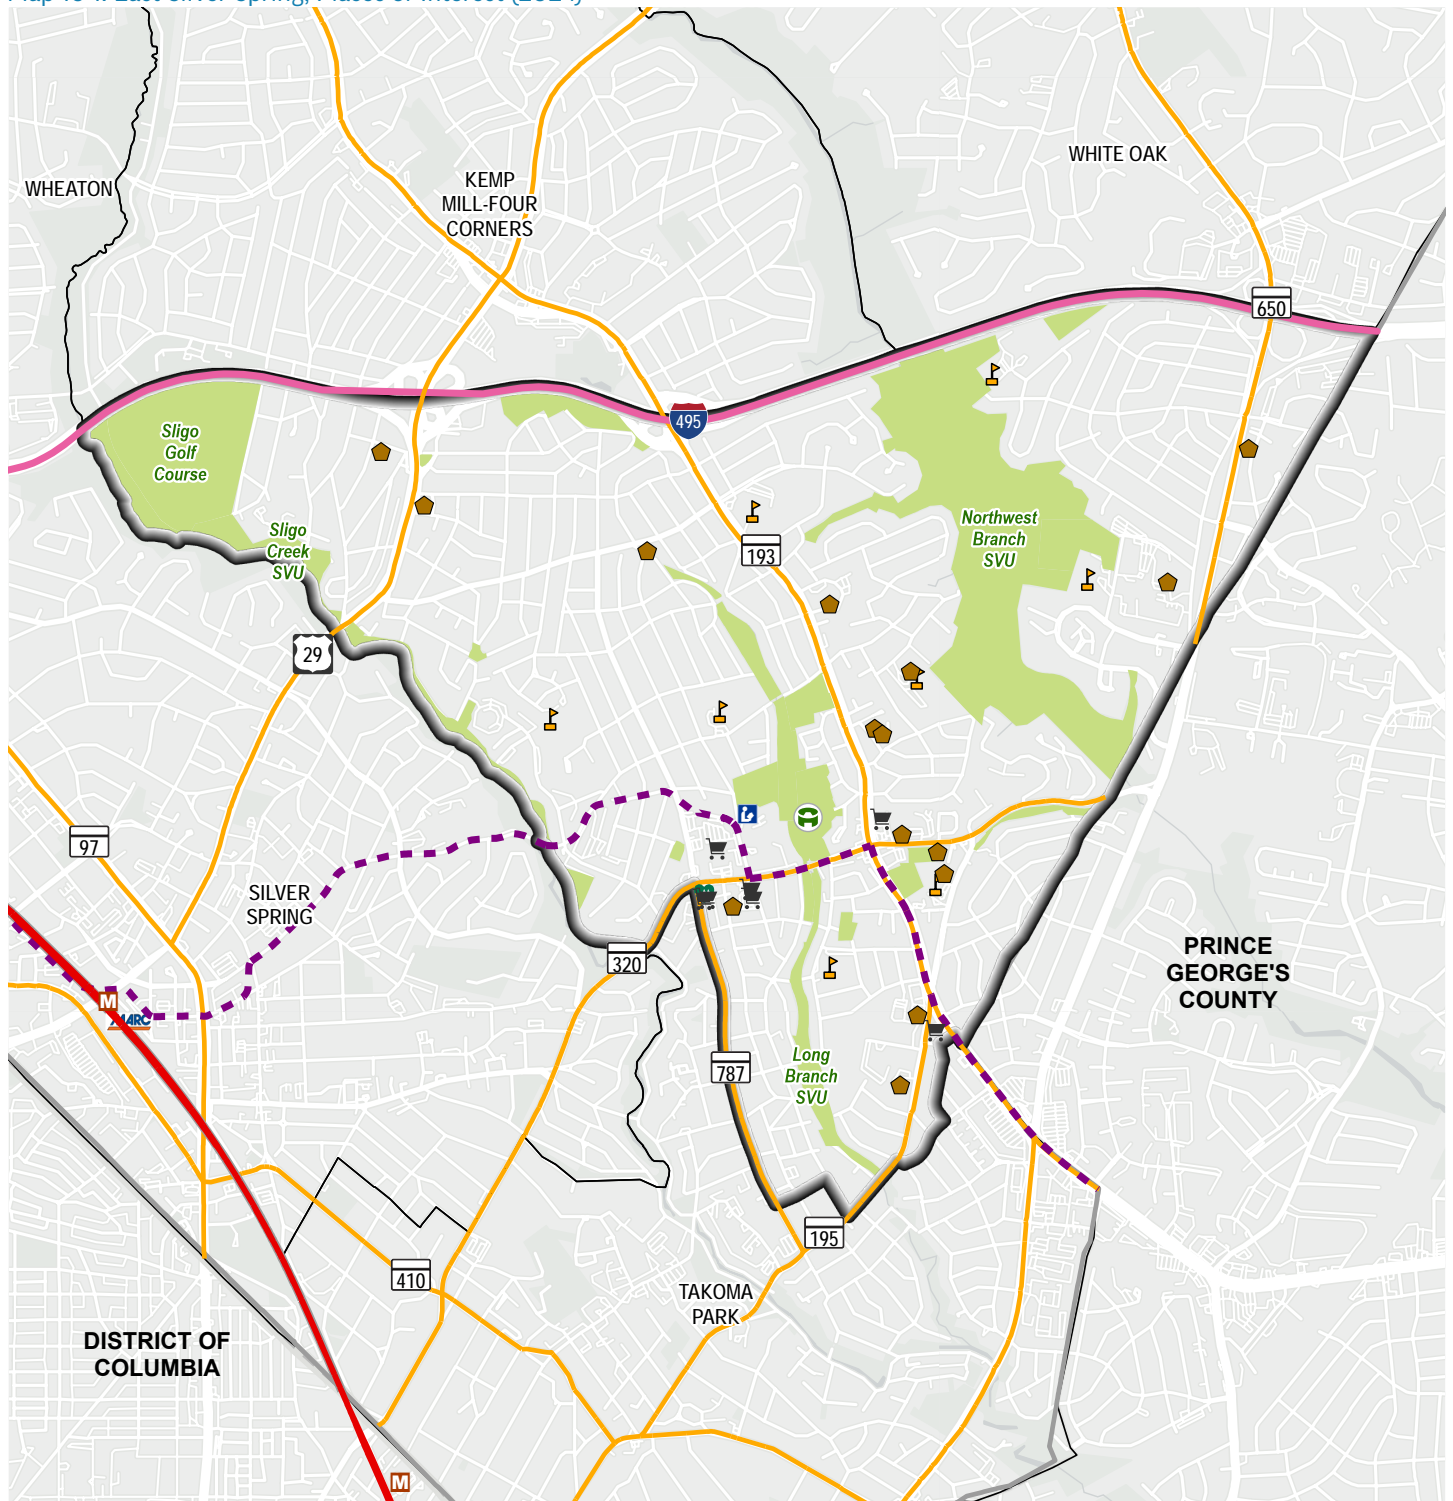 WHITE OAK
WHEATON
KEMP
MILL-FOUR
CORNERS
650
495
Sligo
Golf
Course
Northwest
Branch
SVU
Sligo
Creek
SVU
193
29
97
SILVER
SPRING
320
PRINCE
GEORGE'S
COUNTY
M
MARC
Long
Branch
SVU
787
195
410
TAKOMA
PARK
DISTRICT OF
COLUMBIA
M